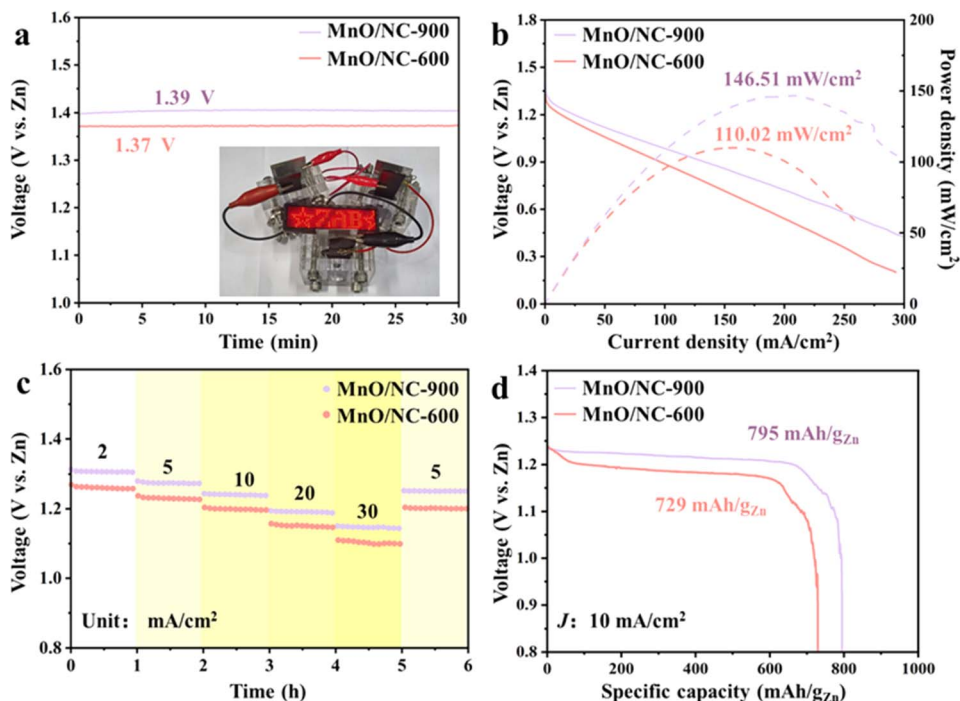 a
MnO/NC-900
MnO/NC-600
1.39 V
1.37 V
☆ZAB☆
Voltage (V vs. Zn)
1.6
1.5
1.4
1.3
1.2
1.1
1.0
0 5 10 15 20 25 30
Time (min)
b
MnO/NC-900
MnO/NC-600
146.51 mW/cm²
110.02 mW/cm²
Voltage (V vs. Zn)
1.8
1.5
1.2
0.9
0.6
0.3
0.0
200
150
100
50
0
Power density (mW/cm²)
0 50 100 150 200 250 300
Current density (mA/cm²)
c
MnO/NC-900
MnO/NC-600
2 5 10 20 30 5
Unit: mA/cm²
Voltage (V vs. Zn)
1.6
1.4
1.2
1.0
0.8
0 1 2 3 4 5 6
Time (h)
d
MnO/NC-900
MnO/NC-600
795 mAh/gZn
729 mAh/gZn
J: 10 mA/cm²
Voltage (V vs. Zn)
1.4
1.3
1.2
1.1
1.0
0.9
0.8
0 200 400 600 800 1000
Specific capacity (mAh/gZn)